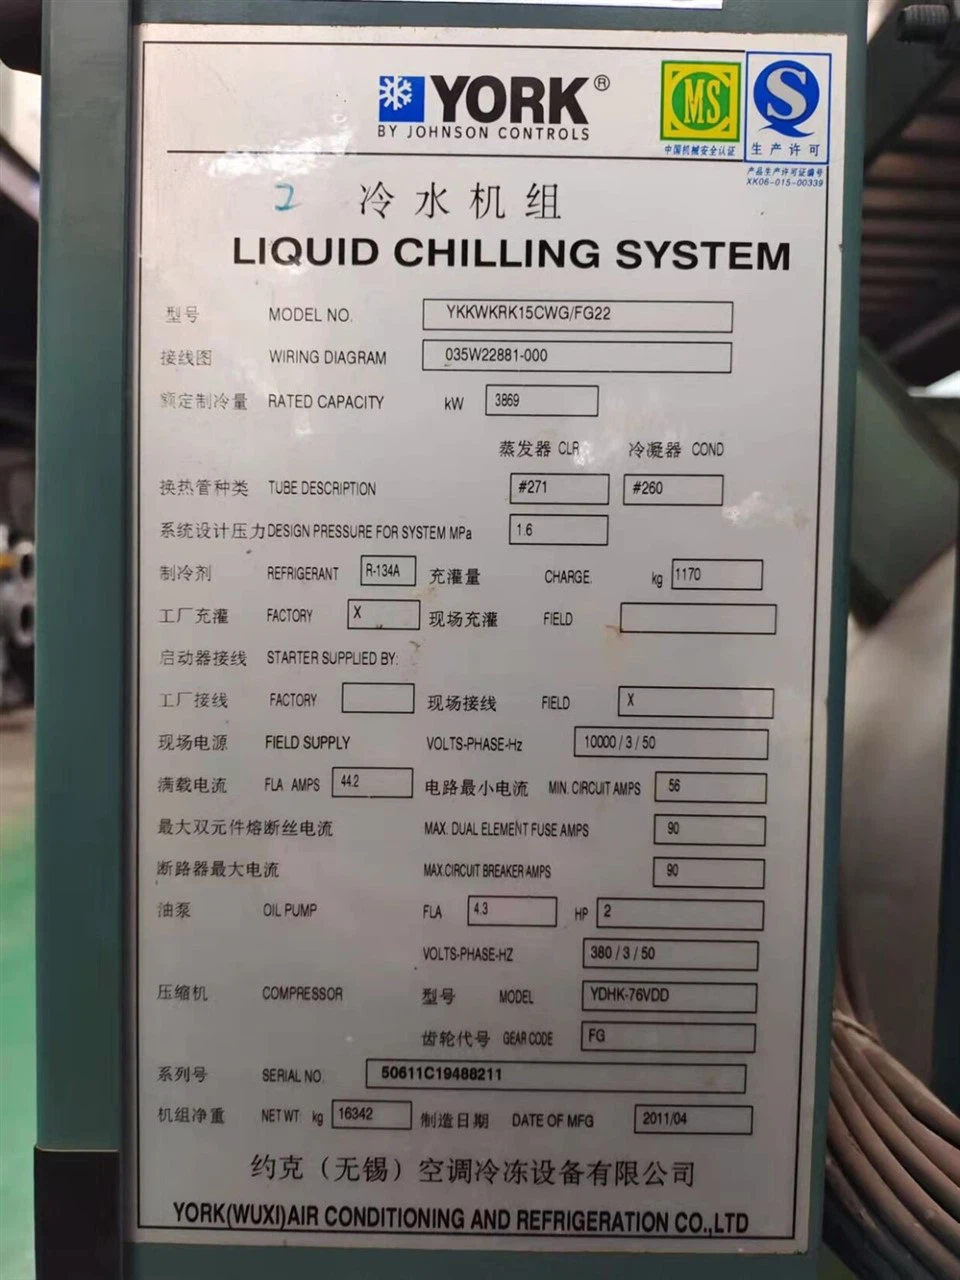 YORK®
BY JOHNSON CONTROLS
MS
中国机械安全认证
S
生产许可
产品生产许可证编号
XK06-015-00339
2 冷水机组
LIQUID CHILLING SYSTEM
型号 MODEL NO. YKKWKRK15CWG/FG22
接线图 WIRING DIAGRAM 035W22881-000
额定制冷量 RATED CAPACITY kW 3869
蒸发器 CLR 冷凝器 COND
换热管种类 TUBE DESCRIPTION #271 #260
系统设计压力 DESIGN PRESSURE FOR SYSTEM MPa 1.6
制冷剂 REFRIGERANT R-134A 充灌量 CHARGE. kg 1170
工厂充灌 FACTORY X 现场充灌 FIELD
启动器接线 STARTER SUPPLIED BY:
工厂接线 FACTORY 现场接线 FIELD X
现场电源 FIELD SUPPLY VOLTS-PHASE-Hz 10000 / 3 / 50
满载电流 FLA AMPS 44.2 电路最小电流 MIN. CIRCUIT AMPS 56
最大双元件熔断丝电流 MAX. DUAL ELEMENT FUSE AMPS 90
断路器最大电流 MAX.CIRCUIT BREAKER AMPS 90
油泵 OIL PUMP FLA 4.3 HP 2
VOLTS-PHASE-HZ 380 / 3 / 50
压缩机 COMPRESSOR 型号 MODEL YDHK-76VDD
齿轮代号 GEAR CODE FG
系列号 SERIAL NO. 50611C19488211
机组净重 NET WT: kg 16342 制造日期 DATE OF MFG 2011/04
约克（无锡）空调冷冻设备有限公司
YORK(WUXI)AIR CONDITIONING AND REFRIGERATION CO.,LTD